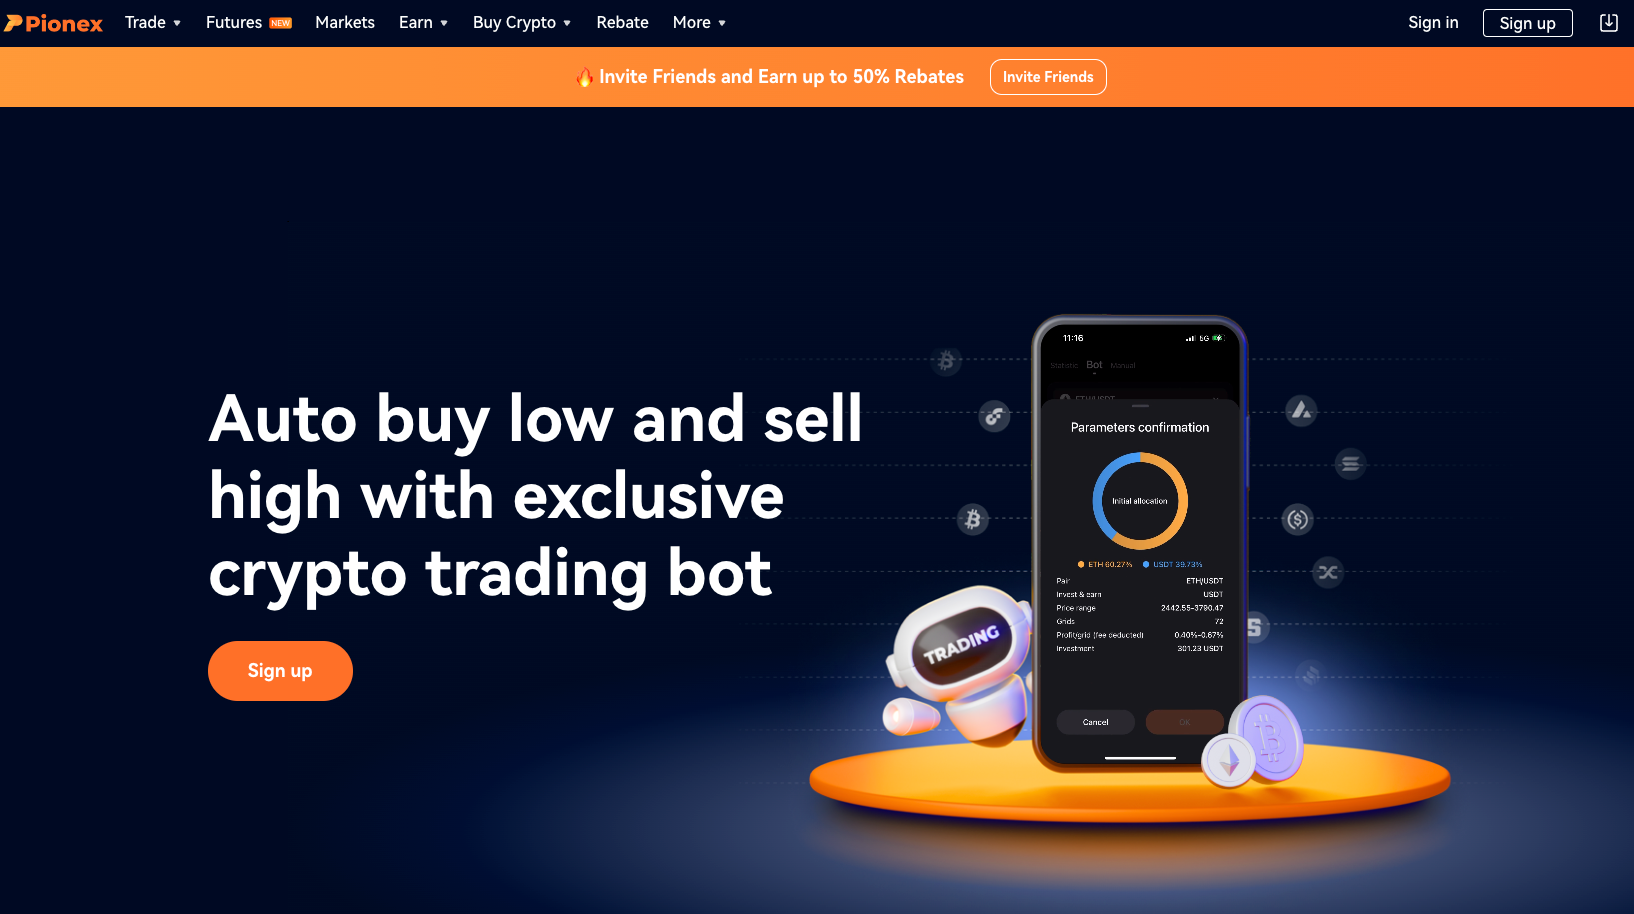 Pionex
Trade
Futures NEW
Markets
Earn
Buy Crypto
Rebate
More
Sign in
Sign up
Invite Friends and Earn up to 50% Rebates
Invite Friends
Auto buy low and sell
high with exclusive
crypto trading bot
Sign up
TRADING
11:16
5G
Bot Manual
ETH/USDT
Parameters confirmation
Initial allocation
ETH 60.27% USDT 39.73%
Pair ETH/USDT
Invest & earn USDT
Price range 2442.55-3790.47
Grids 72
Profit/grid (fee deducted) 0.40%-0.67%
Investment 301.23 USDT
Cancel
OK